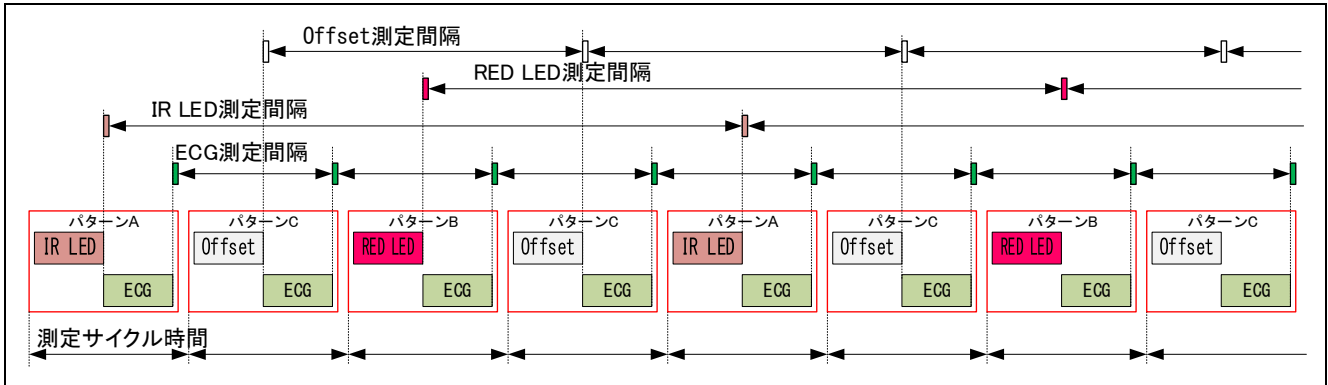 Offset測定間隔
RED LED測定間隔
IR LED測定間隔
ECG測定間隔
パターンA パターンC パターンB パターンC パターンA パターンC パターンB パターンC
IR LED Offset RED LED Offset IR LED Offset RED LED Offset
ECG ECG ECG ECG ECG ECG ECG ECG
測定サイクル時間